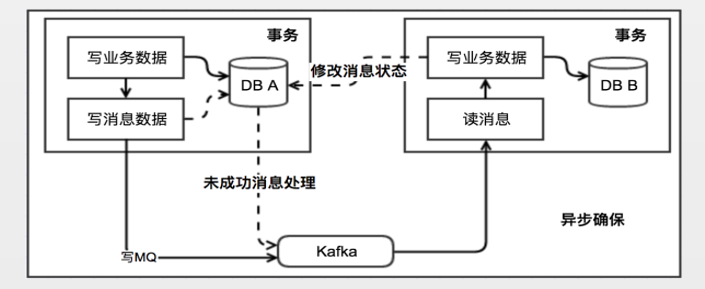 事务
写业务数据
DB A
写消息数据
修改消息状态
事务
写业务数据
DB B
读消息
未成功消息处理
异步确保
写MQ
Kafka